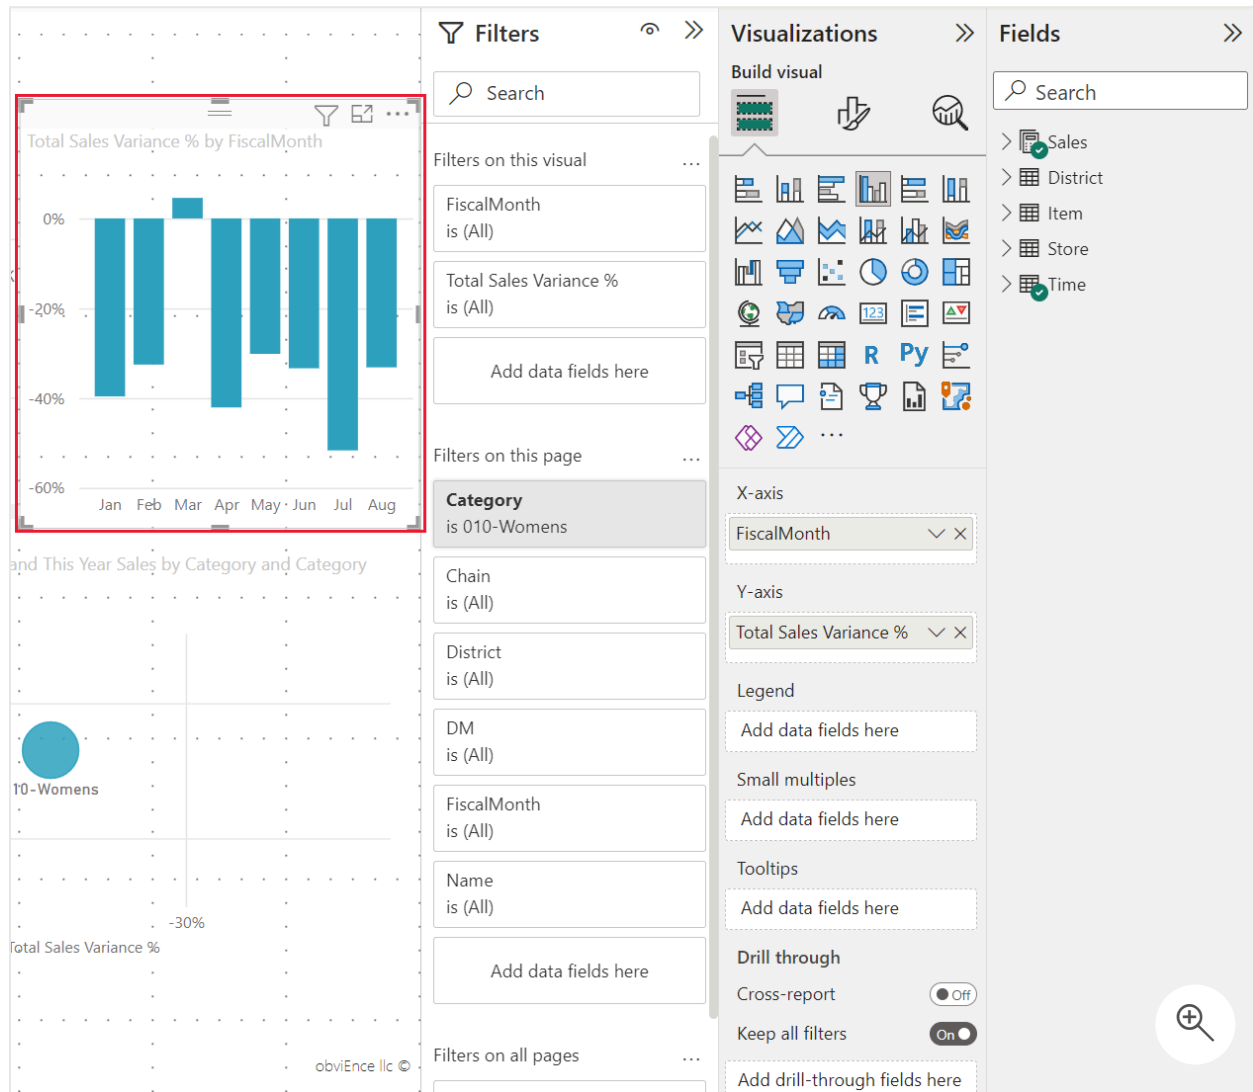 Total Sales Variance % by FiscalMonth
0%
-20%
-40%
-60%
Jan Feb Mar Apr May Jun Jul Aug
and This Year Sales by Category and Category
010-Womens
-30%
Total Sales Variance %
obviEnce llc ©
Filters
Search
Filters on this visual
...
FiscalMonth
is (All)
Total Sales Variance %
is (All)
Add data fields here
Filters on this page
...
Category
is 010-Womens
Chain
is (All)
District
is (All)
DM
is (All)
FiscalMonth
is (All)
Name
is (All)
Add data fields here
Filters on all pages
...
Visualizations
Build visual
123
R Py
...
X-axis
FiscalMonth
Y-axis
Total Sales Variance %
Legend
Add data fields here
Small multiples
Add data fields here
Tooltips
Add data fields here
Drill through
Cross-report Off
Keep all filters On
Add drill-through fields here
Fields
Search
Sales
District
Item
Store
Time